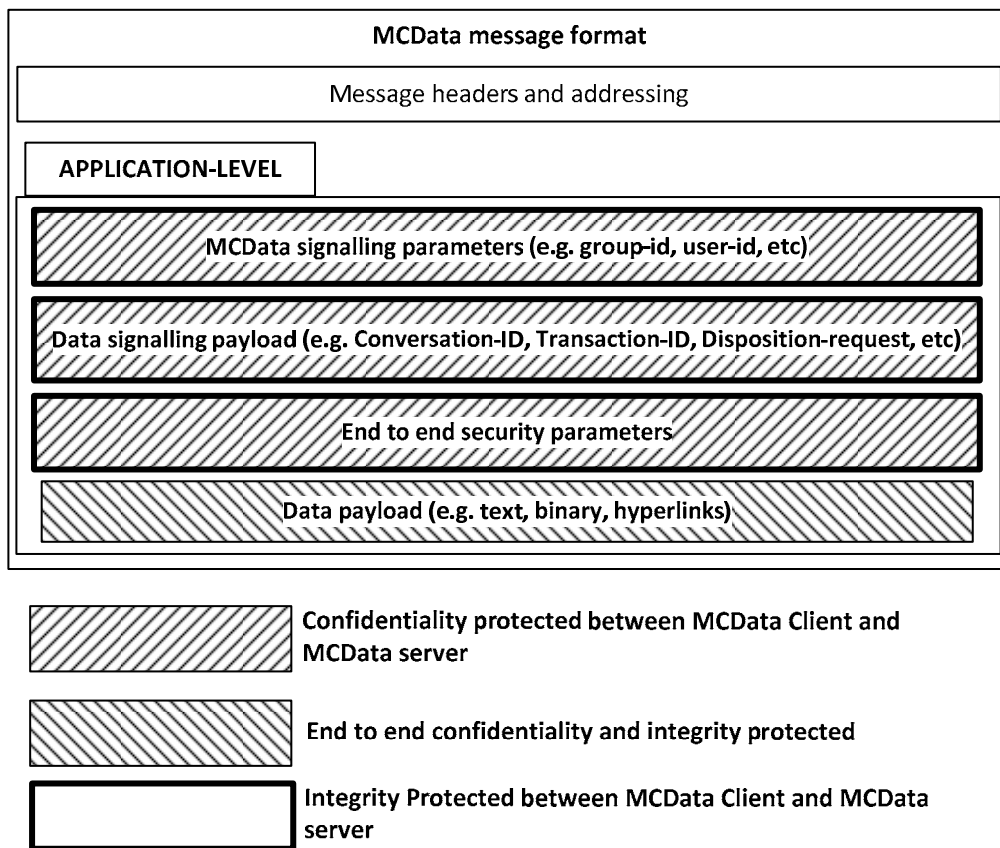 MCData message format
Message headers and addressing
APPLICATION-LEVEL
MCData signalling parameters (e.g. group-id, user-id, etc)
Data signalling payload (e.g. Conversation-ID, Transaction-ID, Disposition-request, etc)
End to end security parameters
Data payload (e.g. text, binary, hyperlinks)
Confidentiality protected between MCData Client and
MCData server
End to end confidentiality and integrity protected
Integrity Protected between MCData Client and MCData
server